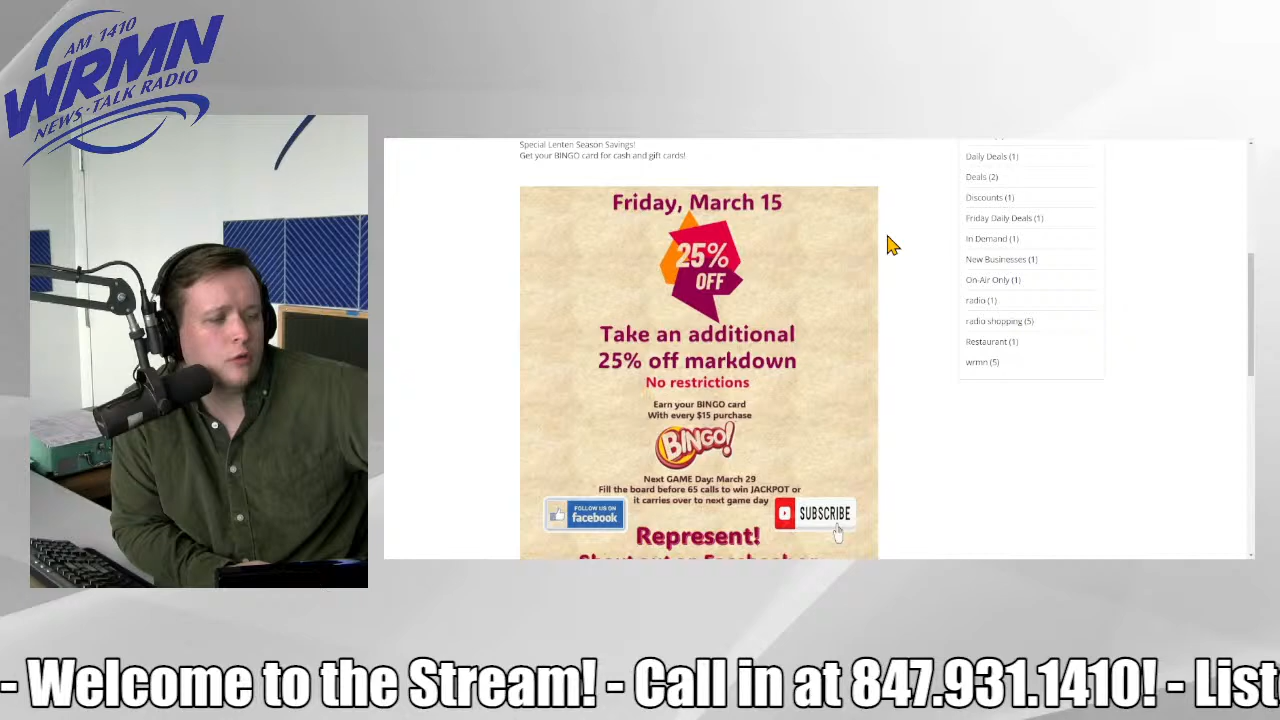 AM 1410
WRMN
NEWS-TALK RADIO
Special Lenten Season Savings!
Get your BINGO card for cash and gift cards!
Friday, March 15
25%
OFF
Take an additional
25% off markdown
No restrictions
Earn your BINGO card
With every $15 purchase
BINGO!
Next GAME Day: March 29
Fill the board before 65 calls to win JACKPOT or
it carries over to next game day
FOLLOW US ON
facebook
SUBSCRIBE
Represent!
Daily Deals (1)
Deals (2)
Discounts (1)
Friday Daily Deals (1)
In Demand (1)
New Businesses (1)
On-Air Only (1)
radio (1)
radio shopping (5)
Restaurant (1)
wrmn (5)
- Welcome to the Stream! - Call in at 847.931.1410! - List